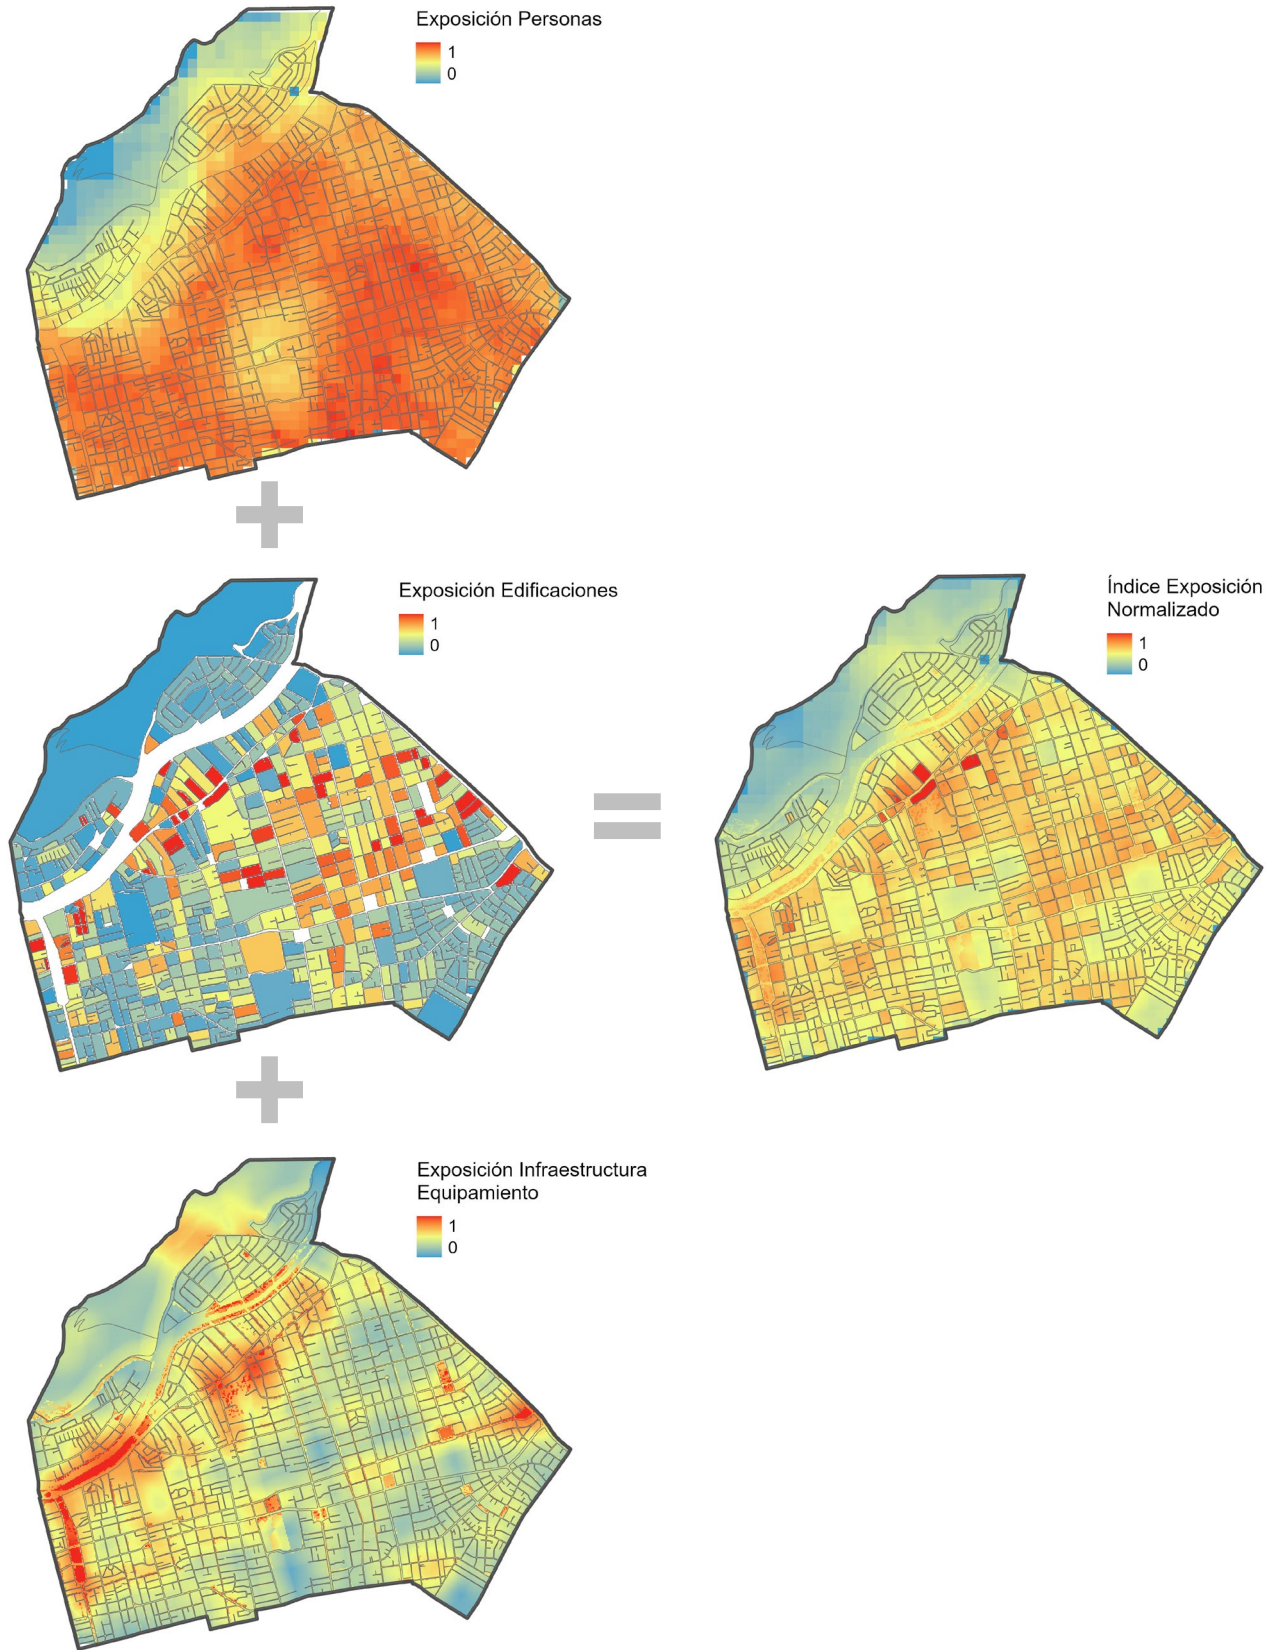 Exposición Personas
1
0
Exposición Edificaciones
1
0
Índice Exposición
Normalizado
1
0
Exposición Infraestructura
Equipamiento
1
0